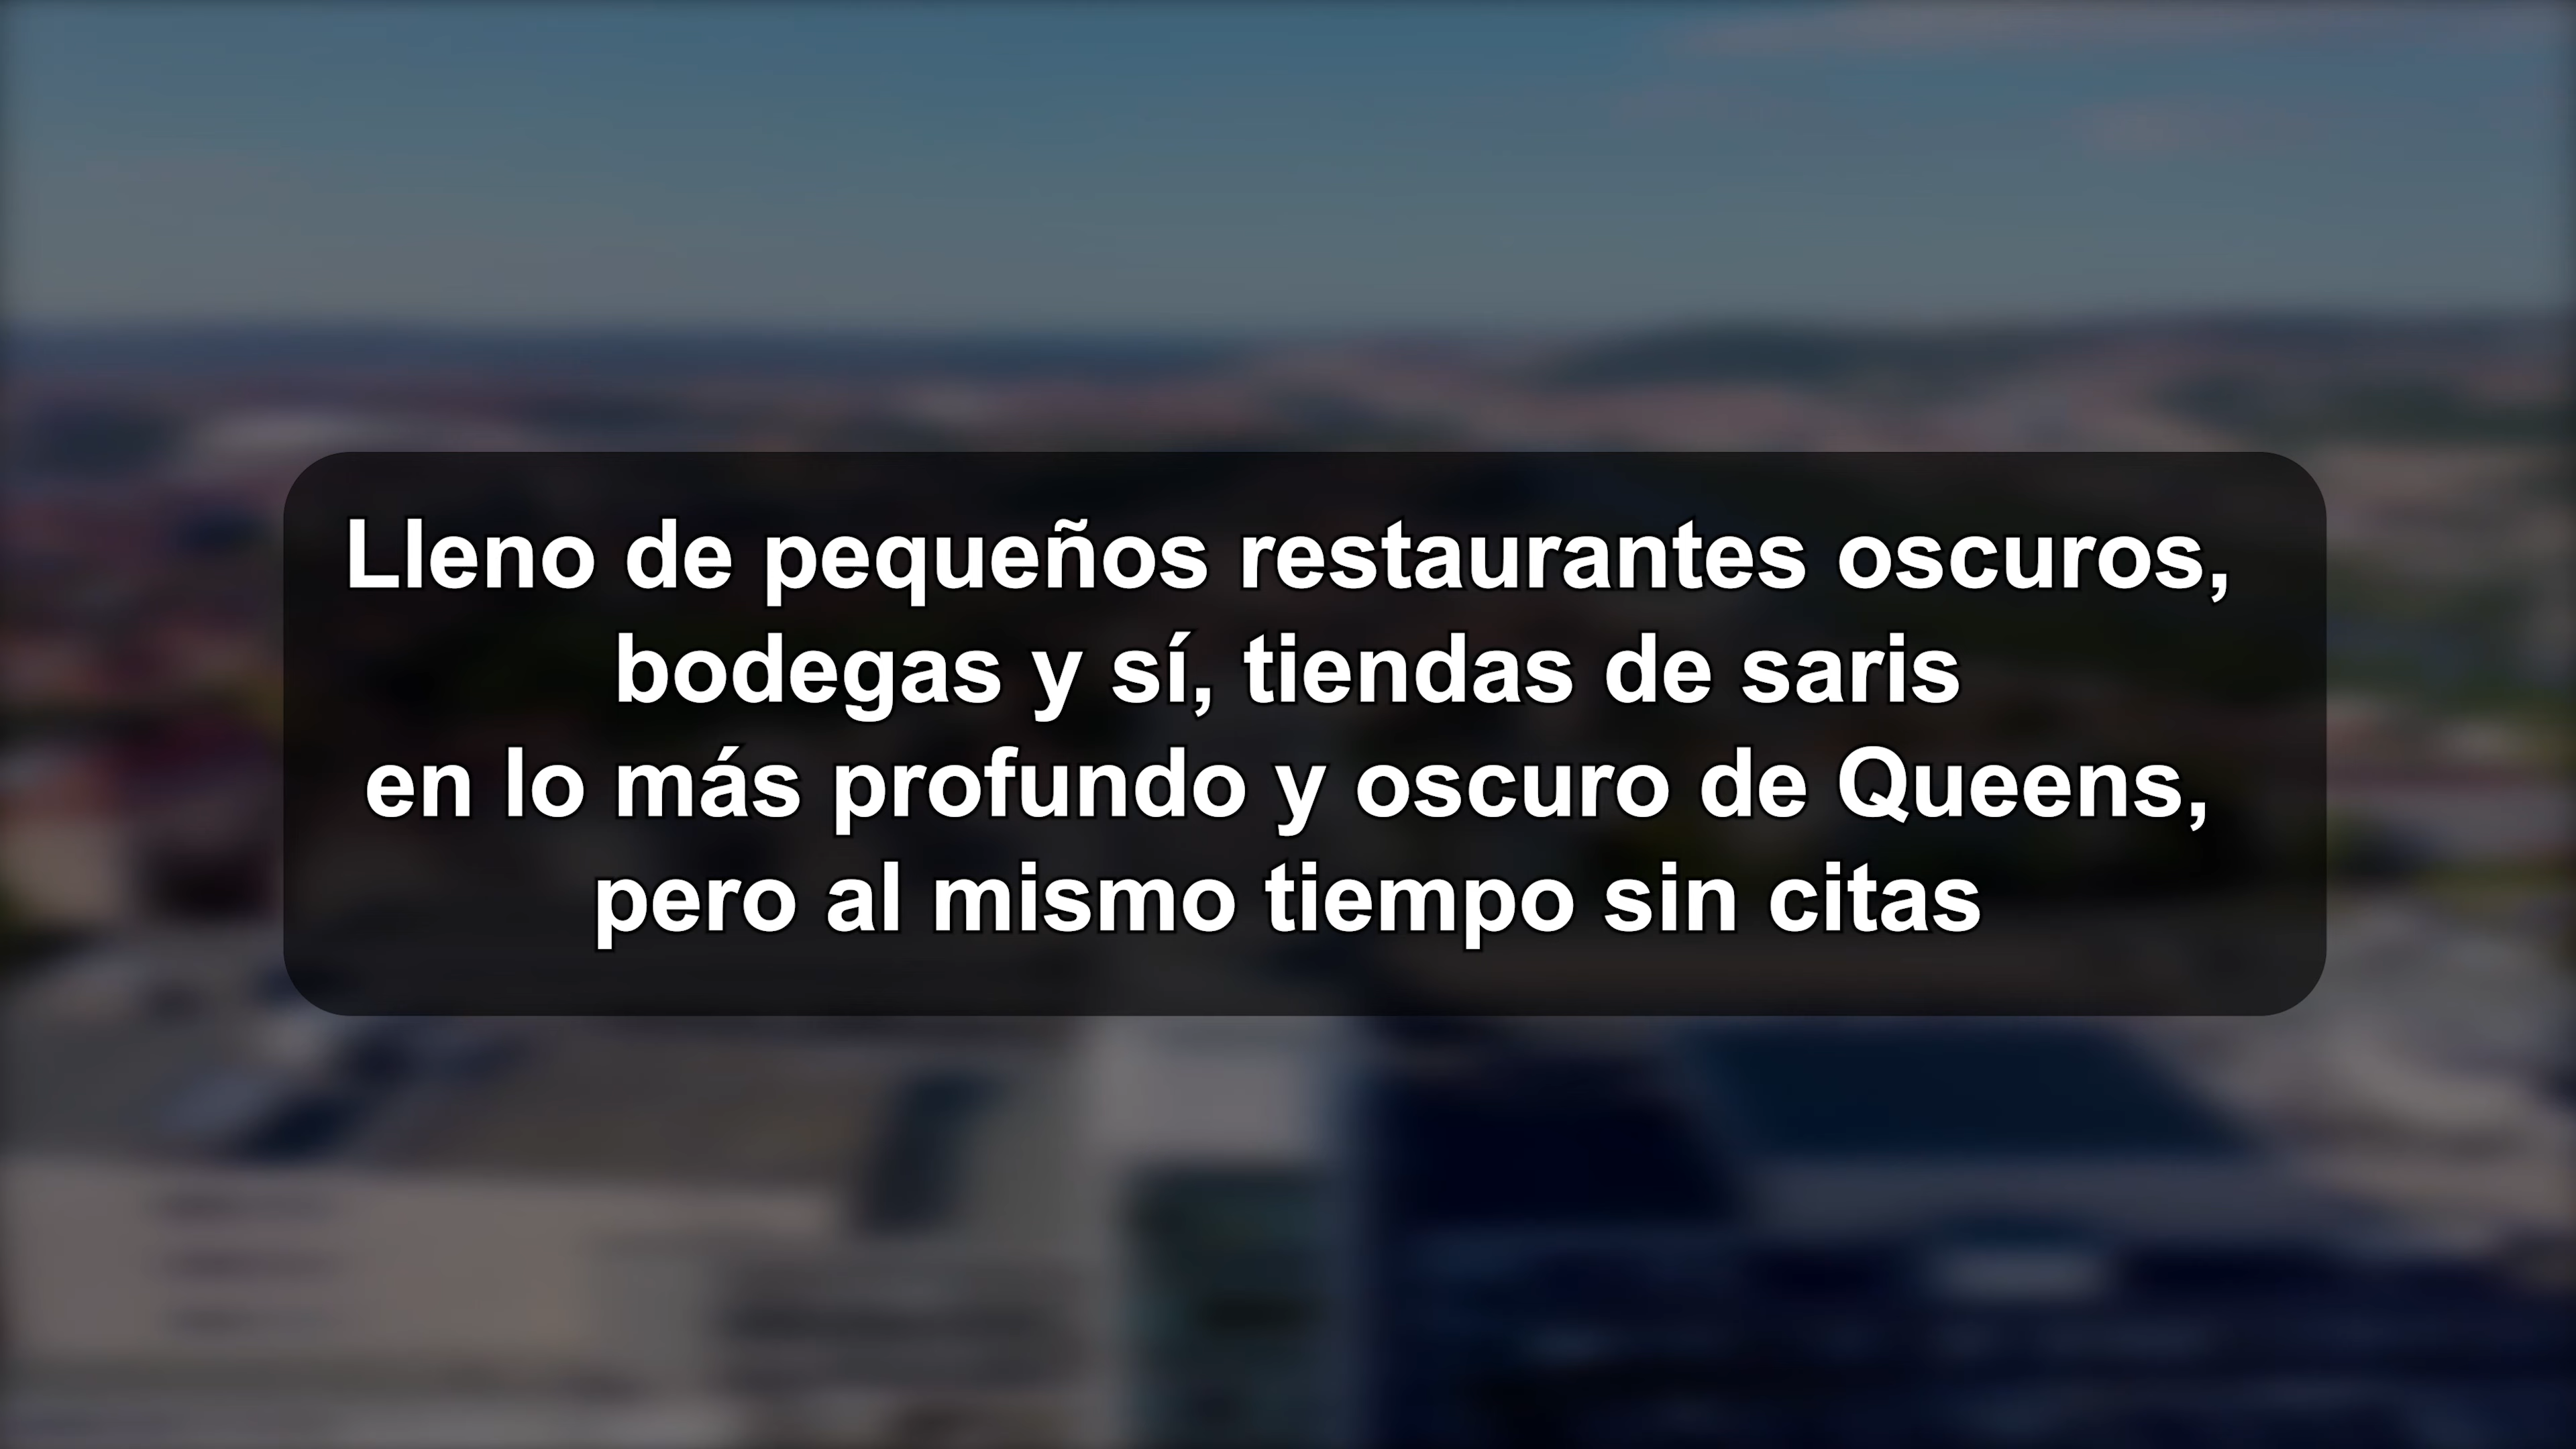 Lleno de pequeños restaurantes oscuros,
bodegas y sí, tiendas de saris
en lo más profundo y oscuro de Queens,
pero al mismo tiempo sin citas